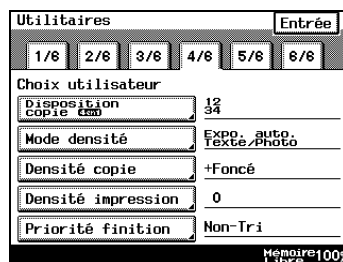 Utilitaires
Entrée
1/6 2/6 3/6 4/6 5/6 6/6
Choix utilisateur
Disposition
copie 4en1
12
34
Mode densité
Expo. auto.
Texte/Photo
Densité copie
+Foncé
Densité impression
0
Priorité finition
Non-Tri
Mémoire 100%
Libre